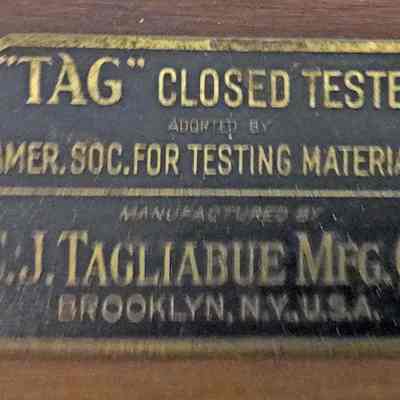 "TAG" CLOSED TESTE
ADOPTED BY
AMER. SOC. FOR TESTING MATERIA
MANUFACTURED BY
C.J. TAGLIABUE MFG. C
BROOKLYN, N.Y., U.S.A.